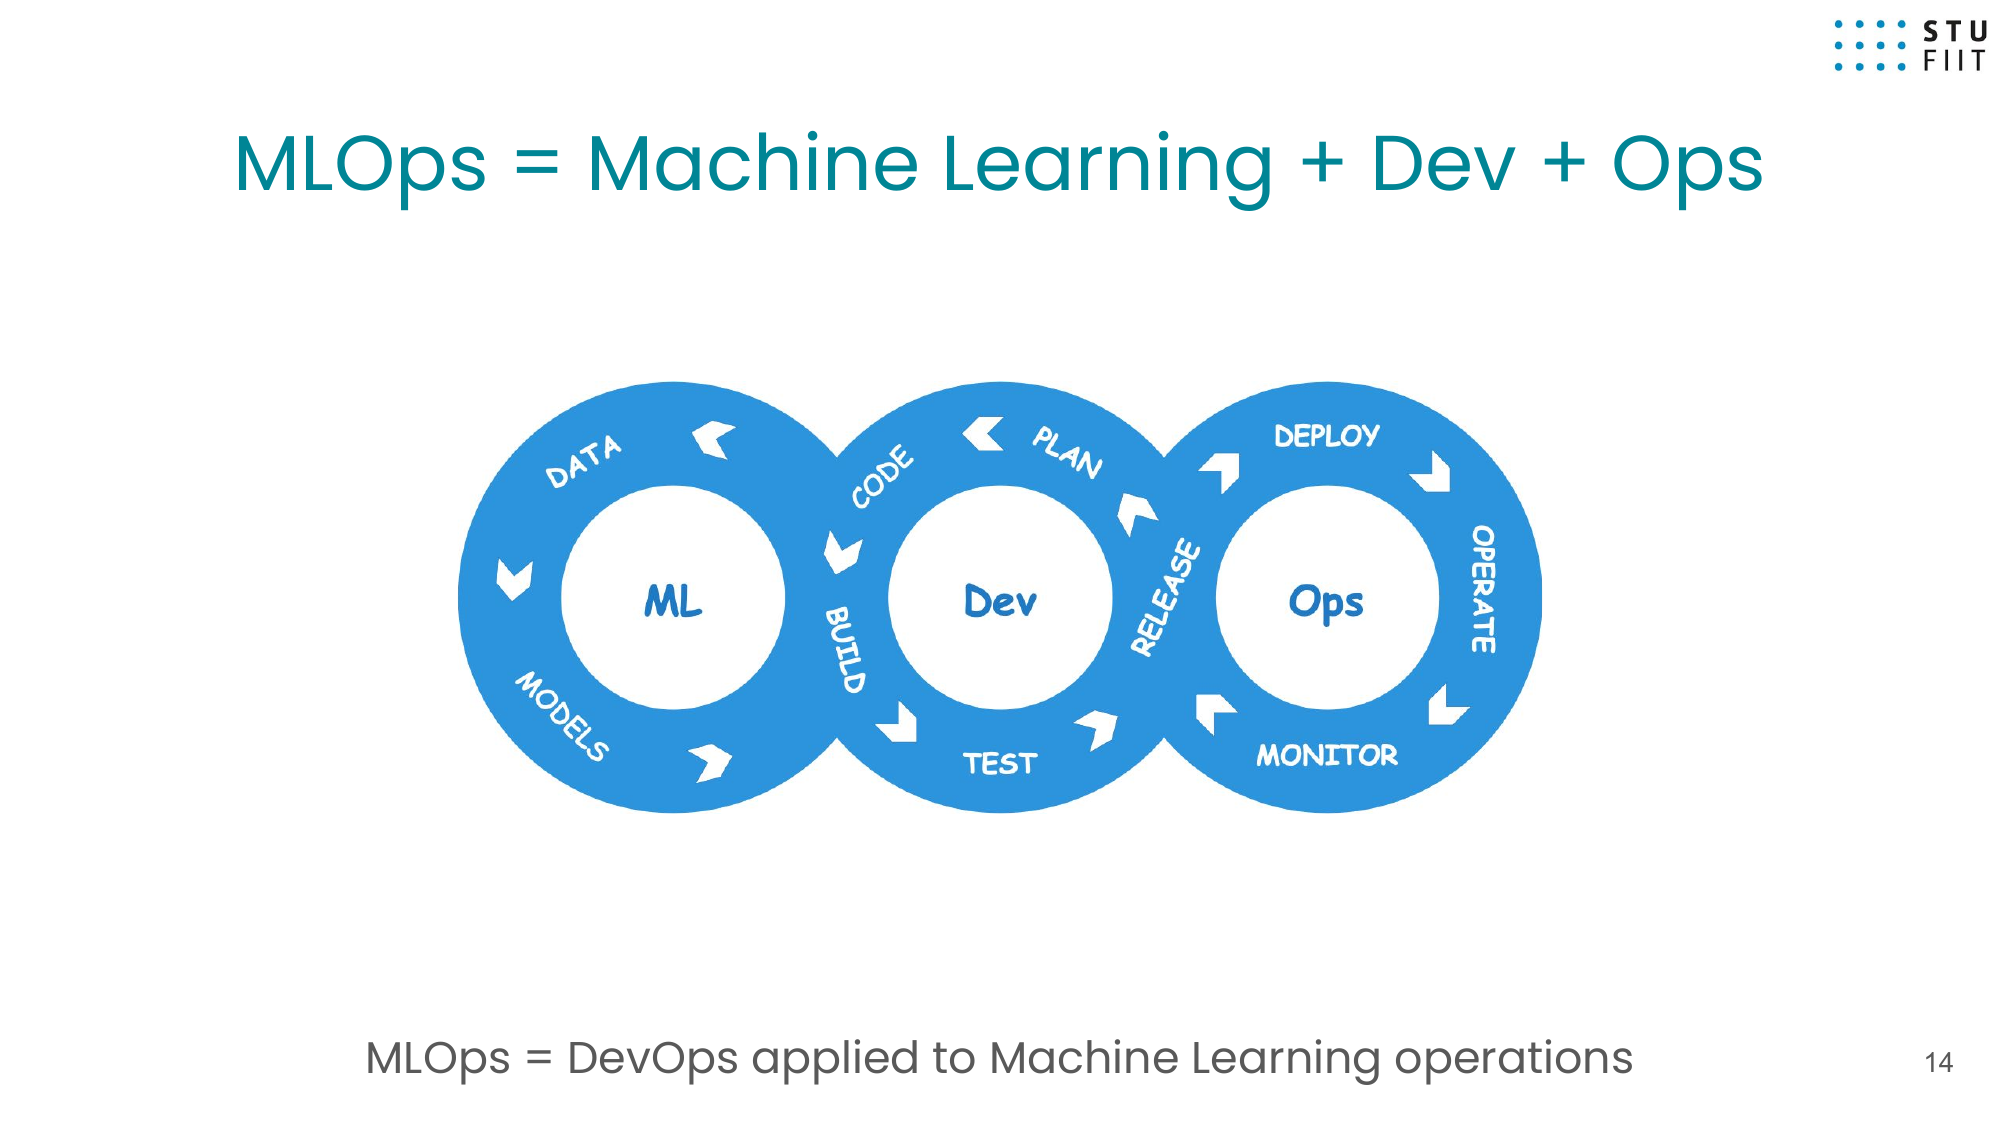 STU
FIIT
MLOps = Machine Learning + Dev + Ops
DATA
MODELS
ML
CODE
PLAN
BUILD
TEST
Dev
RELEASE
DEPLOY
OPERATE
MONITOR
Ops
MLOps = DevOps applied to Machine Learning operations
14